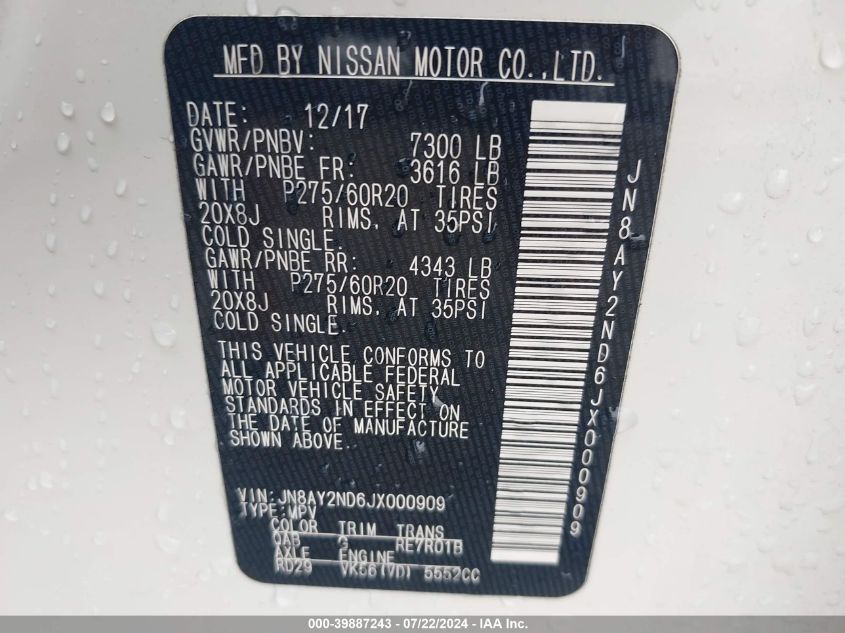 MFD BY NISSAN MOTOR CO.,LTD.
DATE: 12/17
GVWR/PNBV: 7300 LB
GAWR/PNBE FR: 3616 LB
WITH P275/60R20 TIRES
20X8J RIMS, AT 35PSI
COLD SINGLE.
GAWR/PNBE RR: 4343 LB
WITH P275/60R20 TIRES
20X8J RIMS, AT 35PSI
COLD SINGLE.
THIS VEHICLE CONFORMS TO
ALL APPLICABLE FEDERAL
MOTOR VEHICLE SAFETY
STANDARDS IN EFFECT ON
THE DATE OF MANUFACTURE
SHOWN ABOVE.
VIN:JN8AY2ND6JX000909
TYPE:MPV
COLOR TRIM TRANS
QAB G RE7R01B
AXLE ENGINE
RD29 VK56(VD) 5552CC
JN8AY2ND6JX000909
000-39887243 - 07/22/2024 - IAA Inc.